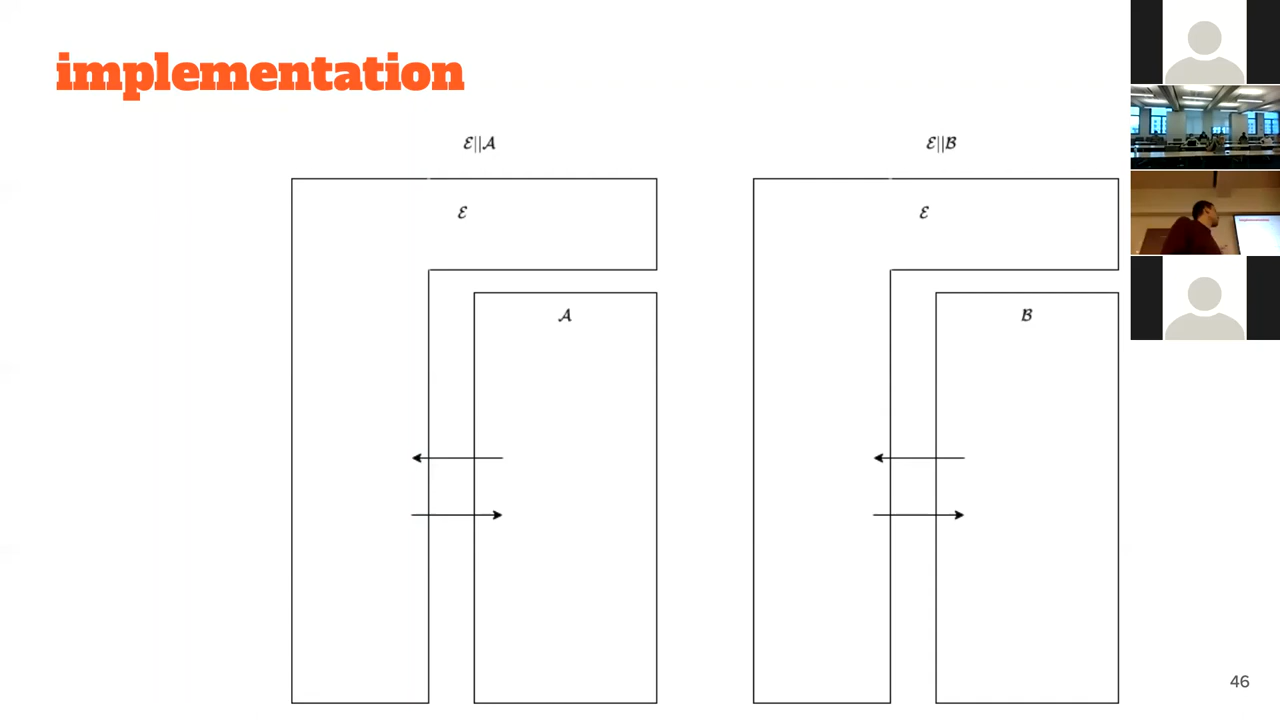 implementation
ℰ||𝒜
ℰ||ℬ
ℰ
ℰ
𝒜
ℬ
46